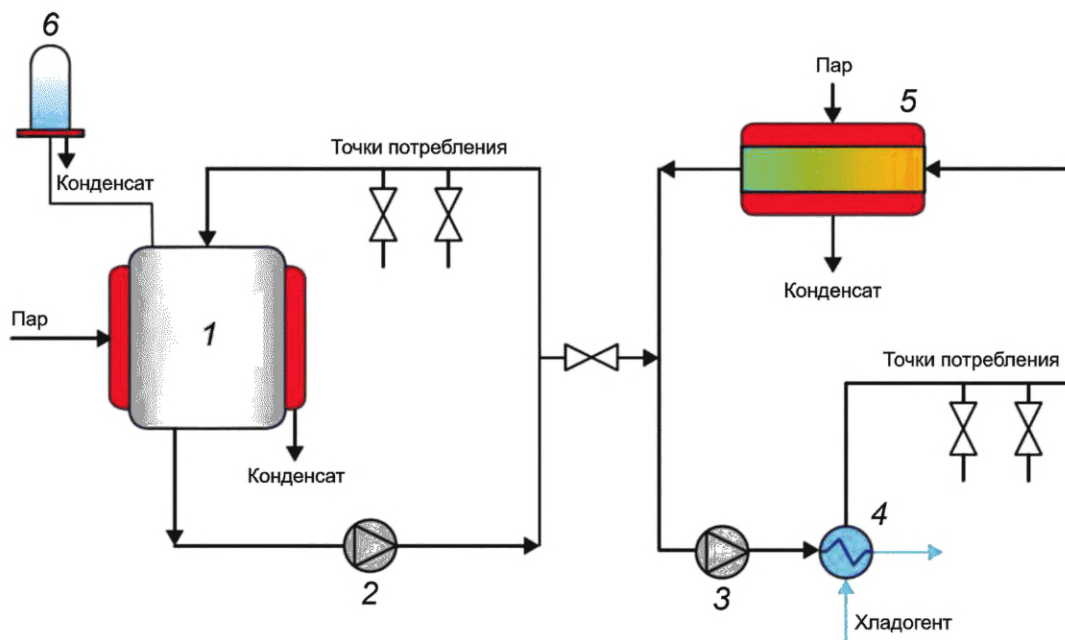 6
Пар
5
Точки потребления
Конденсат
1
Пар
Конденсат
Точки потребления
Конденсат
4
2
3
Хладогент